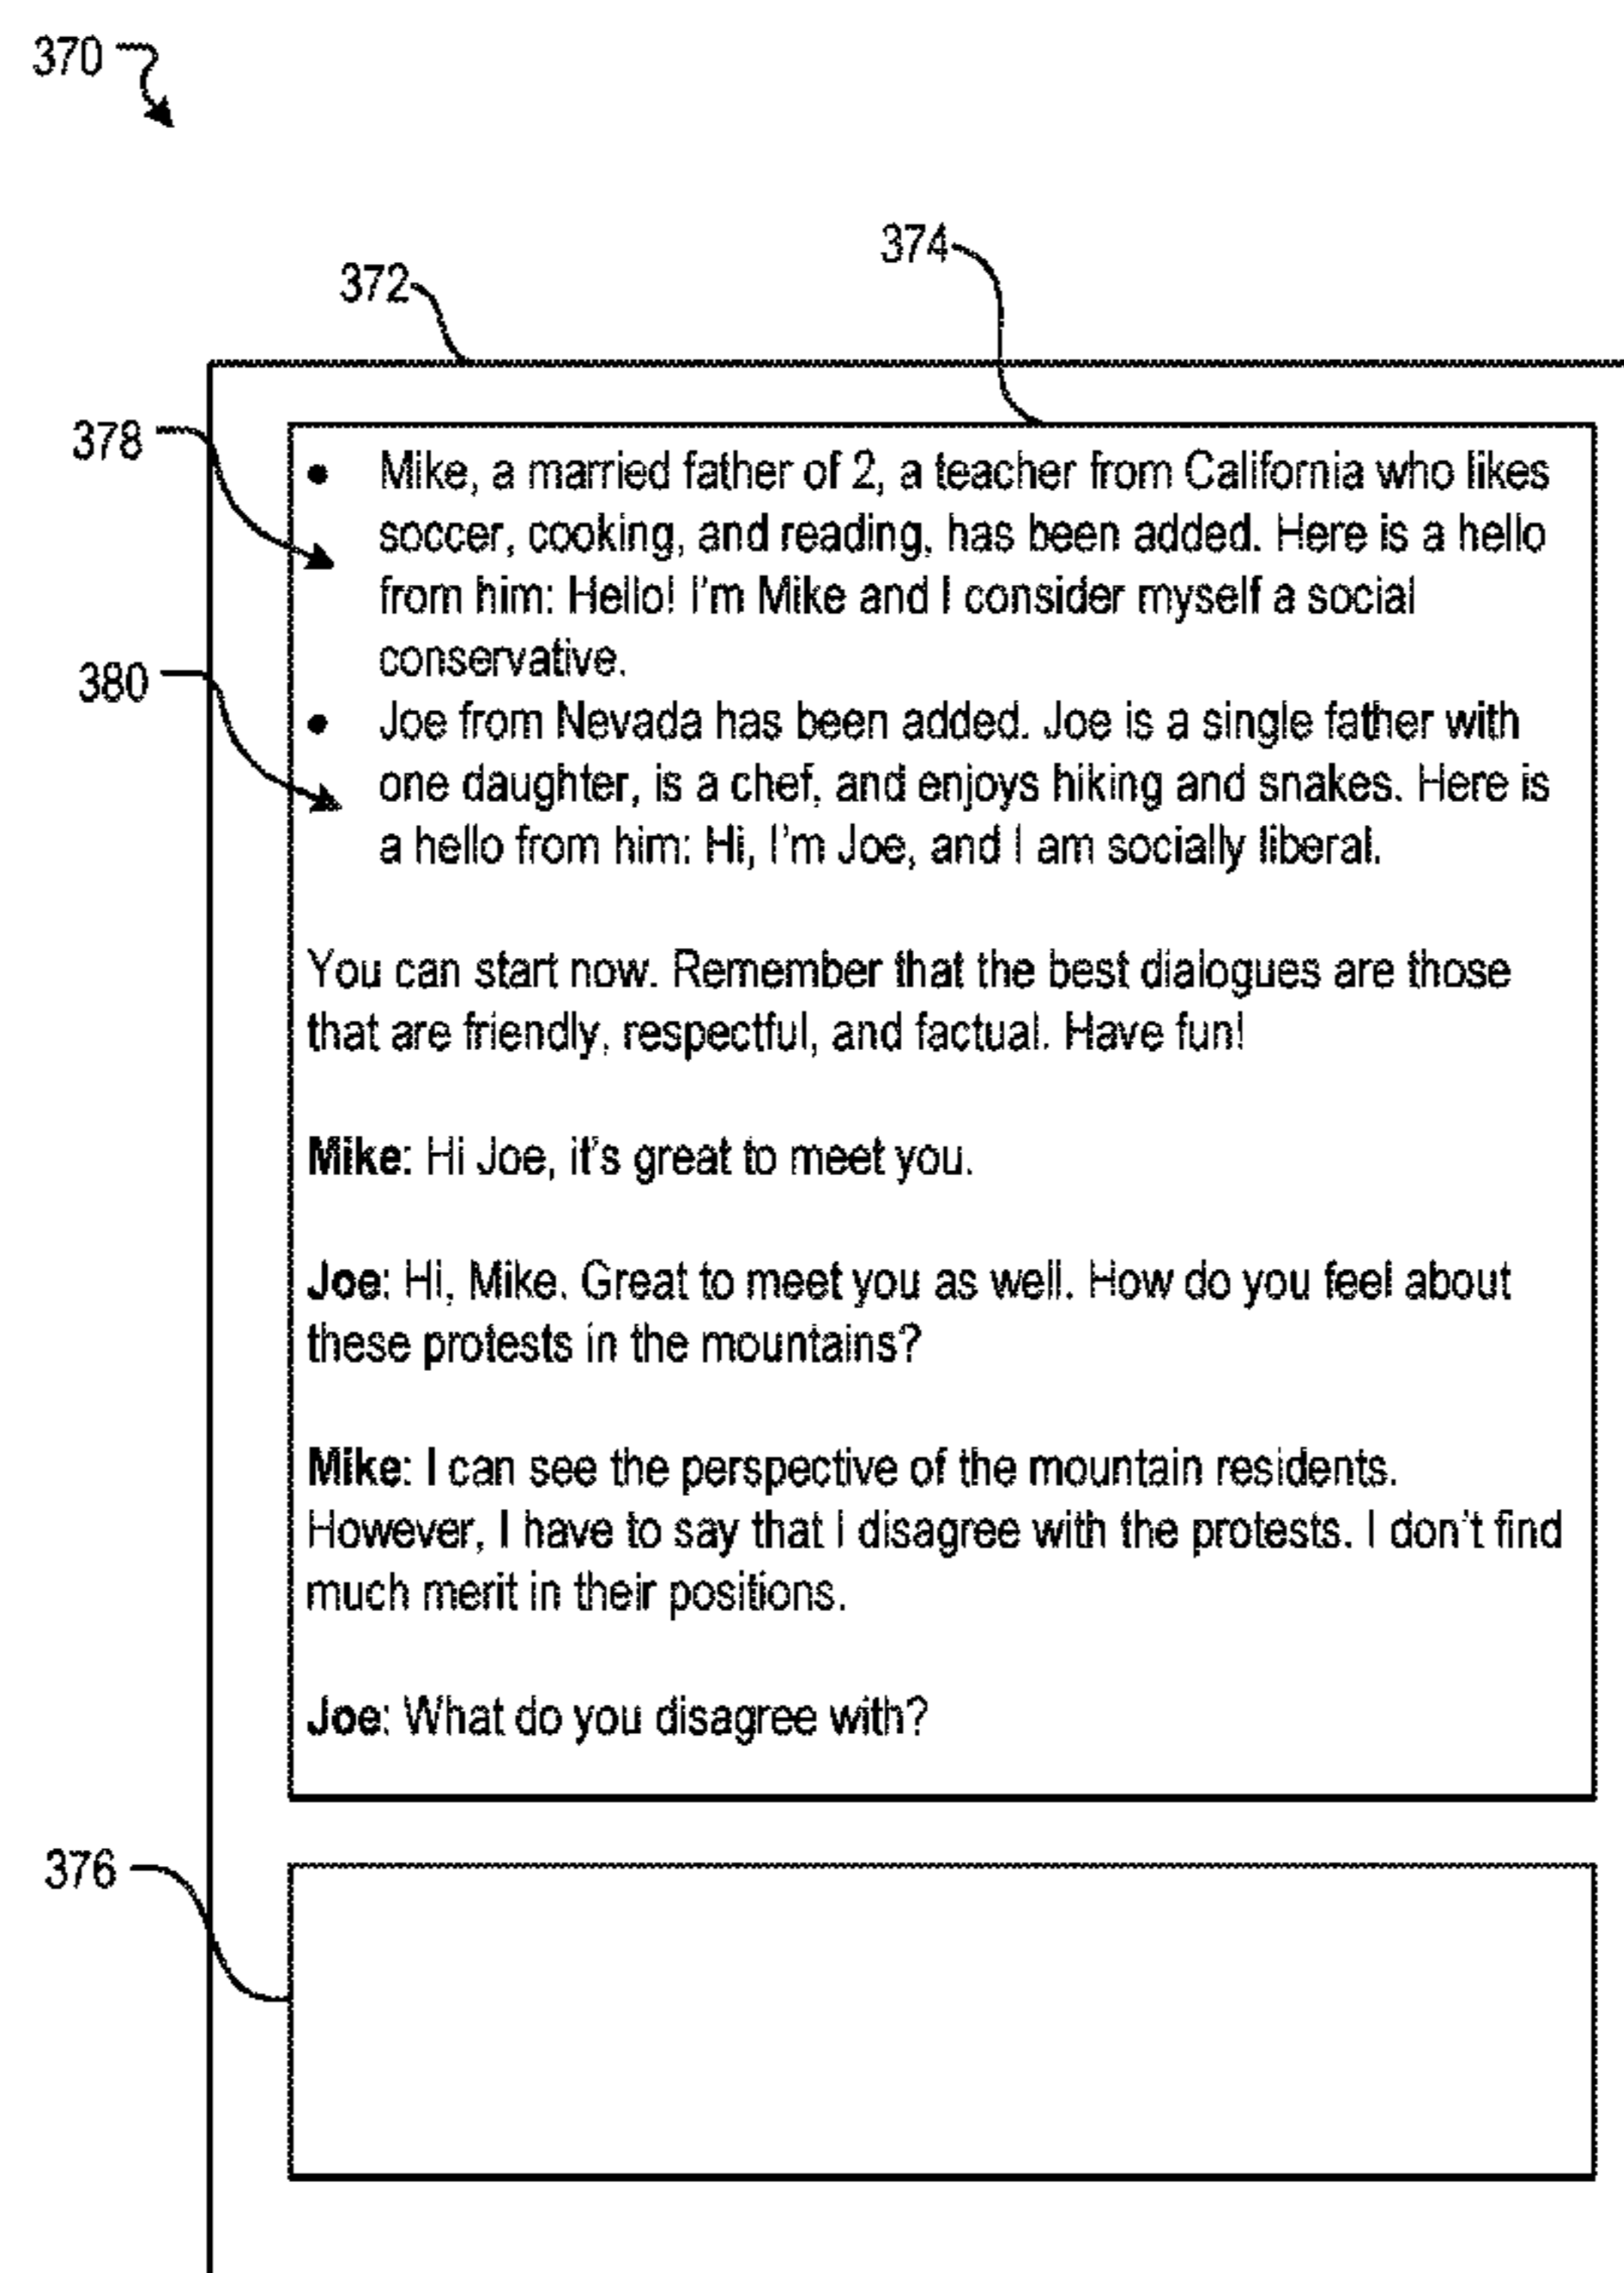 370
374
372
378
• Mike, a married father of 2, a teacher from California who likes
soccer, cooking, and reading, has been added. Here is a hello
from him: Hello! I'm Mike and I consider myself a social
conservative.
380
• Joe from Nevada has been added. Joe is a single father with
one daughter, is a chef, and enjoys hiking and snakes. Here is
a hello from him: Hi, I'm Joe, and I am socially liberal.
You can start now. Remember that the best dialogues are those
that are friendly, respectful, and factual. Have fun!
Mike: Hi Joe, it's great to meet you.
Joe: Hi, Mike. Great to meet you as well. How do you feel about
these protests in the mountains?
Mike: I can see the perspective of the mountain residents.
However, I have to say that I disagree with the protests. I don't find
much merit in their positions.
Joe: What do you disagree with?
376